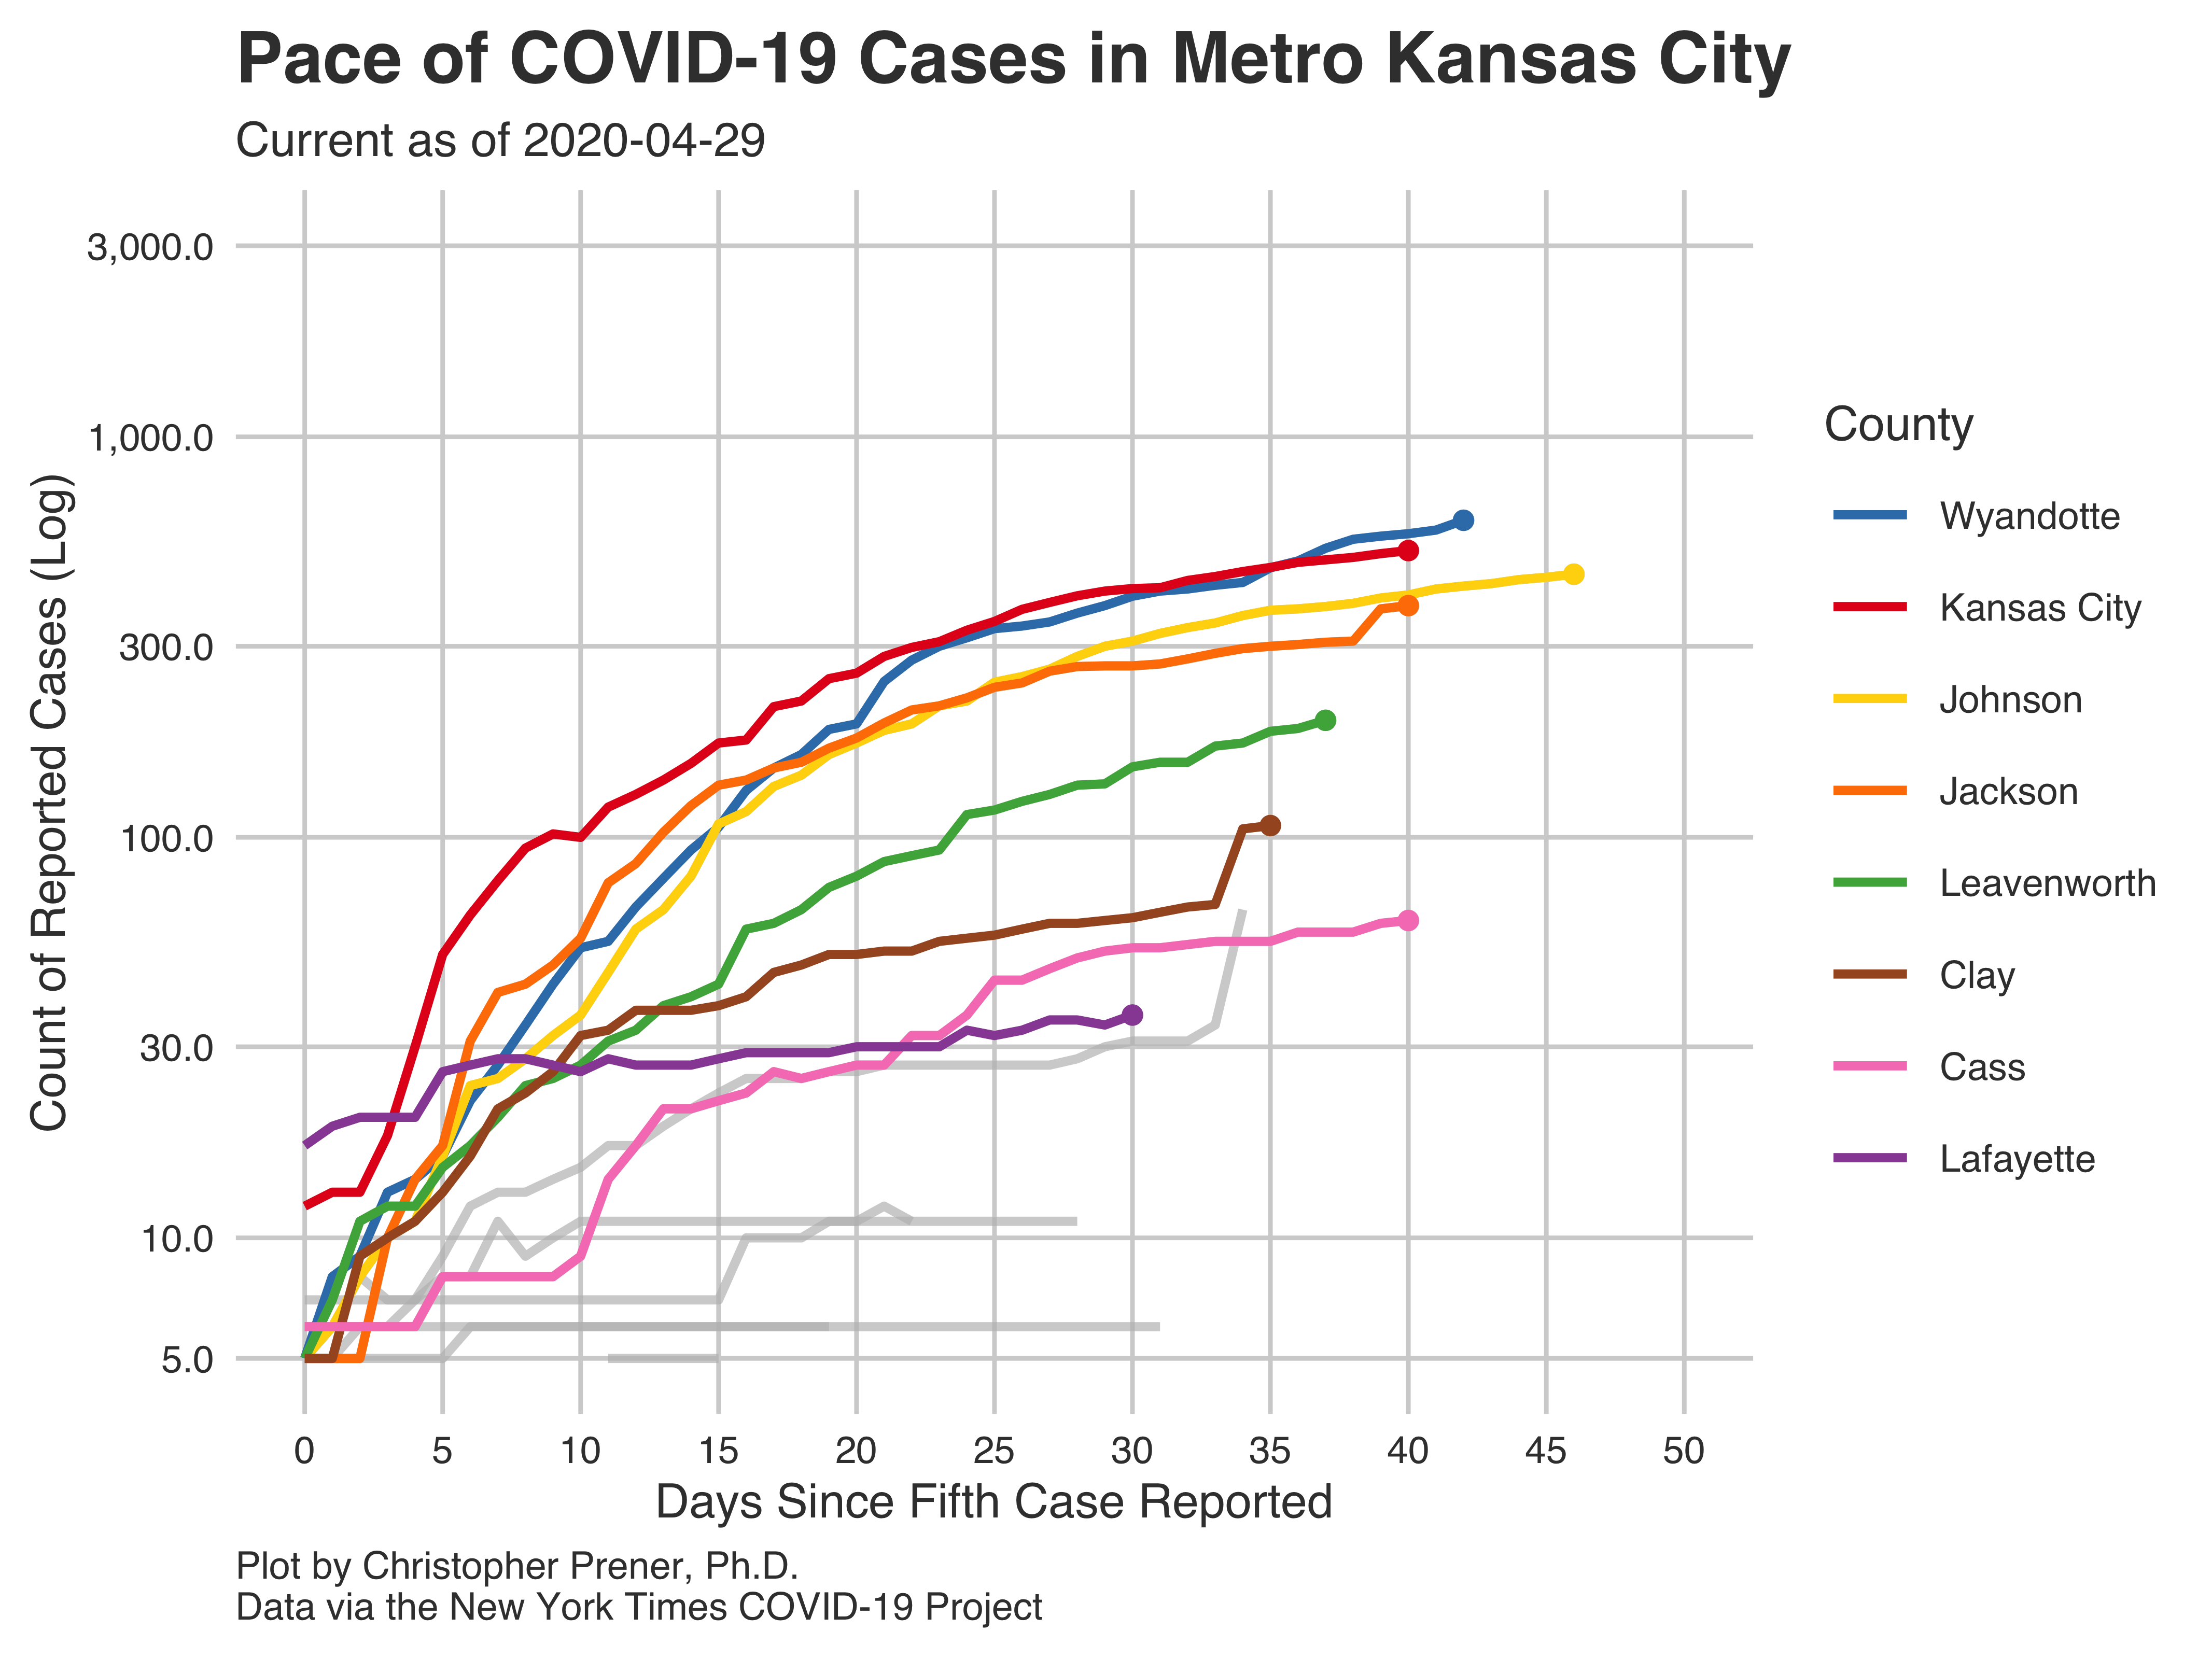 Pace of COVID-19 Cases in Metro Kansas City
Current as of 2020-04-29
Count of Reported Cases (Log)
3,000.0
1,000.0
300.0
100.0
30.0
10.0
5.0
0 5 10 15 20 25 30 35 40 45 50
Days Since Fifth Case Reported
County
Wyandotte
Kansas City
Johnson
Jackson
Leavenworth
Clay
Cass
Lafayette
Plot by Christopher Prener, Ph.D.
Data via the New York Times COVID-19 Project